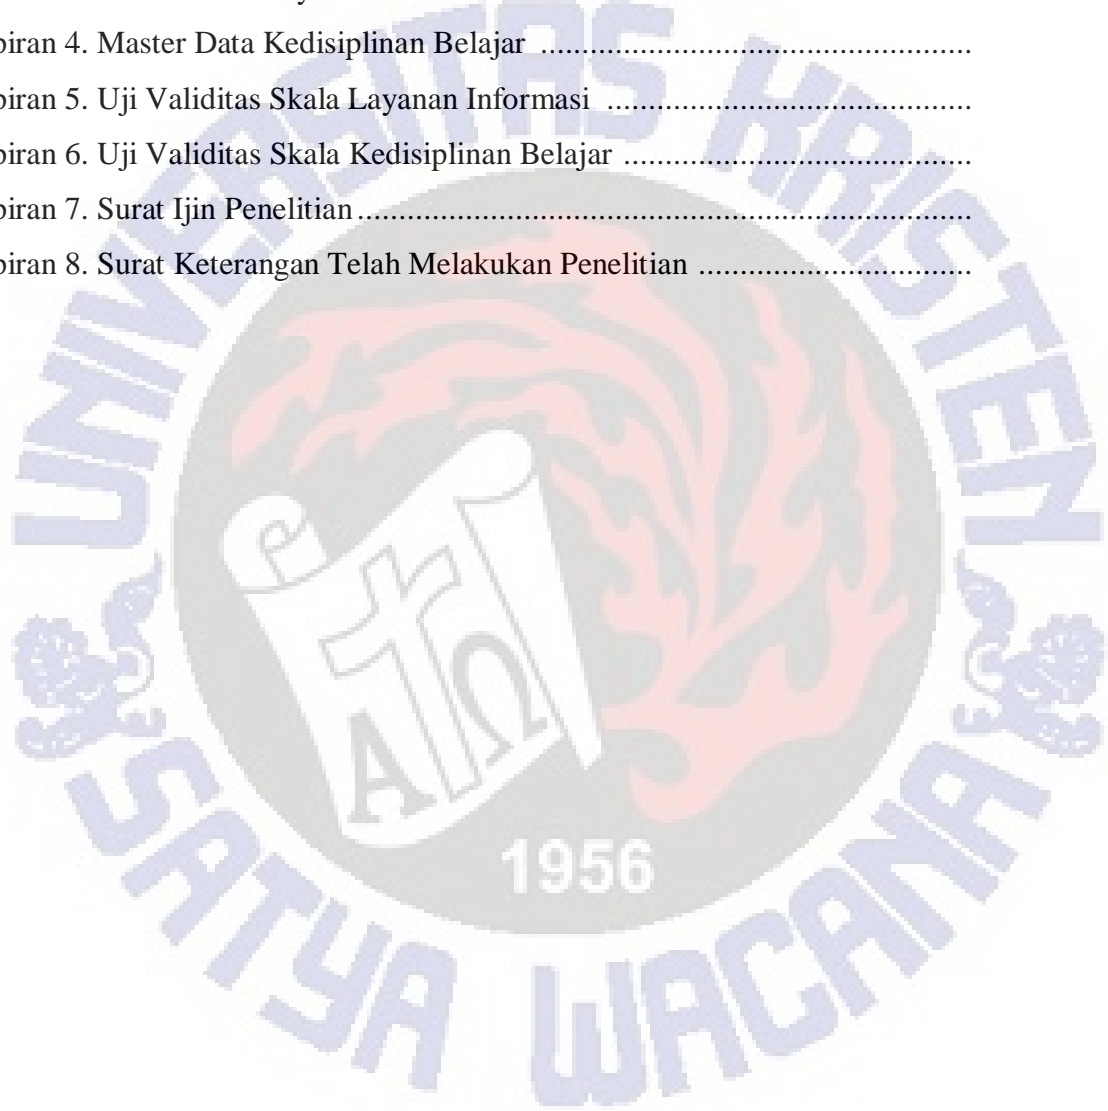 piran 4. Master Data Kedisiplinan Belajar ....................................................
piran 5. Uji Validitas Skala Layanan Informasi ............................................
piran 6. Uji Validitas Skala Kedisiplinan Belajar ..........................................
piran 7. Surat Ijin Penelitian..........................................................................
piran 8. Surat Keterangan Telah Melakukan Penelitian .................................
UNIVERSITAS KRISTEN
Α Ω
1956
SATYA WACANA